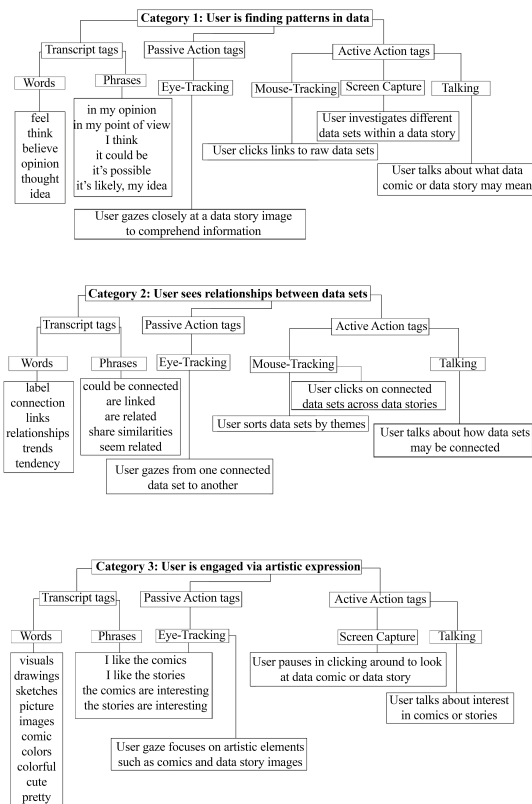 Category 1: User is finding patterns in data
Transcript tags
Passive Action tags
Active Action tags
Words
Phrases
Eye-Tracking
Mouse-Tracking
Screen Capture
Talking
feel
think
believe
opinion
thought
idea
in my opinion
in my point of view
I think
it could be
it's possible
it's likely, my idea
User gazes closely at a data story image
to comprehend information
User clicks links to raw data sets
User investigates different
data sets within a data story
User talks about what data
comic or data story may mean
Category 2: User sees relationships between data sets
Transcript tags
Passive Action tags
Active Action tags
Words
Phrases
Eye-Tracking
Mouse-Tracking
Talking
label
connection
links
relationships
trends
tendency
could be connected
are linked
are related
share similarities
seem related
User gazes from one connected
data set to another
User sorts data sets by themes
User clicks on connected
data sets across data stories
User talks about how data sets
may be connected
Category 3: User is engaged via artistic expression
Transcript tags
Passive Action tags
Active Action tags
Words
Phrases
Eye-Tracking
Screen Capture
Talking
visuals
drawings
sketches
picture
images
comic
colors
colorful
cute
pretty
I like the comics
I like the stories
the comics are interesting
the stories are interesting
User gaze focuses on artistic elements
such as comics and data story images
User pauses in clicking around to look
at data comic or data story
User talks about interest
in comics or stories